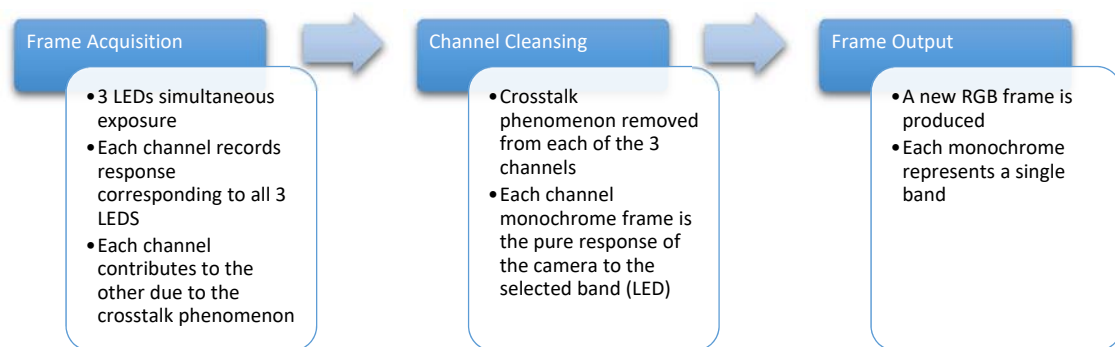 Frame Acquisition
•3 LEDs simultaneous
exposure
•Each channel records
response
corresponding to all 3
LEDS
•Each channel
contributes to the
other due to the
crosstalk phenomenon
Channel Cleansing
•Crosstalk
phenomenon removed
from each of the 3
channels
•Each channel
monochrome frame is
the pure response of
the camera to the
selected band (LED)
Frame Output
•A new RGB frame is
produced
•Each monochrome
represents a single
band